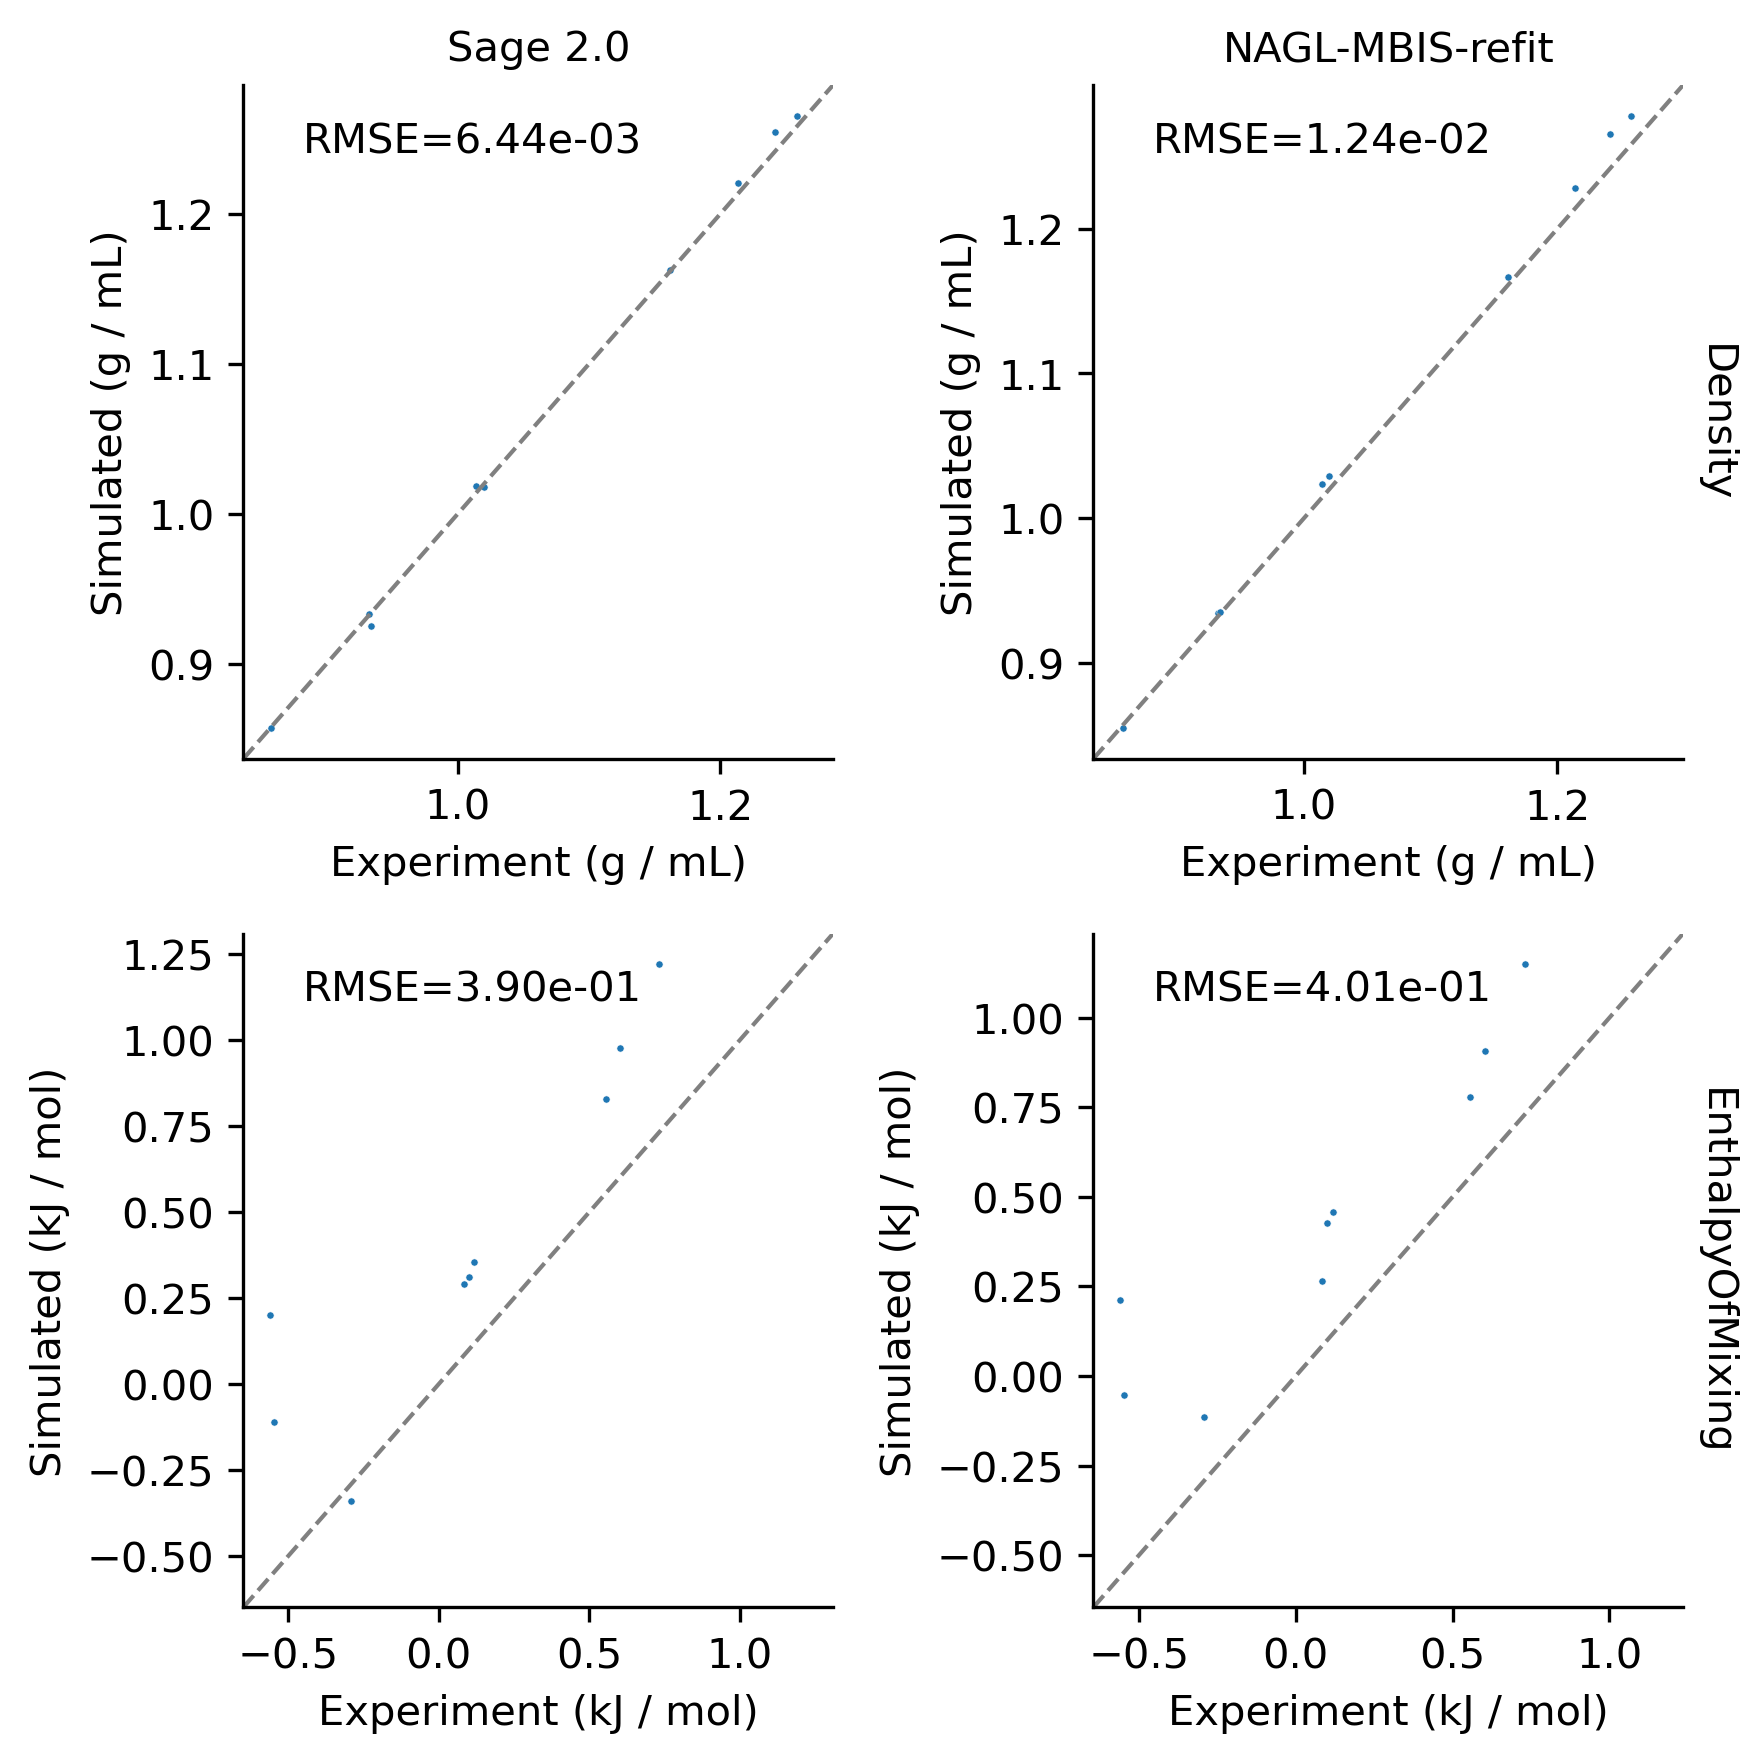 Sage 2.0
NAGL-MBIS-refit
RMSE=6.44e-03
Simulated (g / mL)
1.2
1.1
1.0
0.9
1.0 1.2
Experiment (g / mL)
RMSE=1.24e-02
Simulated (g / mL)
1.2
1.1
1.0
0.9
1.0 1.2
Experiment (g / mL)
Density
RMSE=3.90e-01
Simulated (kJ / mol)
1.25
1.00
0.75
0.50
0.25
0.00
−0.25
−0.50
−0.5 0.0 0.5 1.0
Experiment (kJ / mol)
RMSE=4.01e-01
Simulated (kJ / mol)
1.00
0.75
0.50
0.25
0.00
−0.25
−0.50
−0.5 0.0 0.5 1.0
Experiment (kJ / mol)
EnthalpyOfMixing